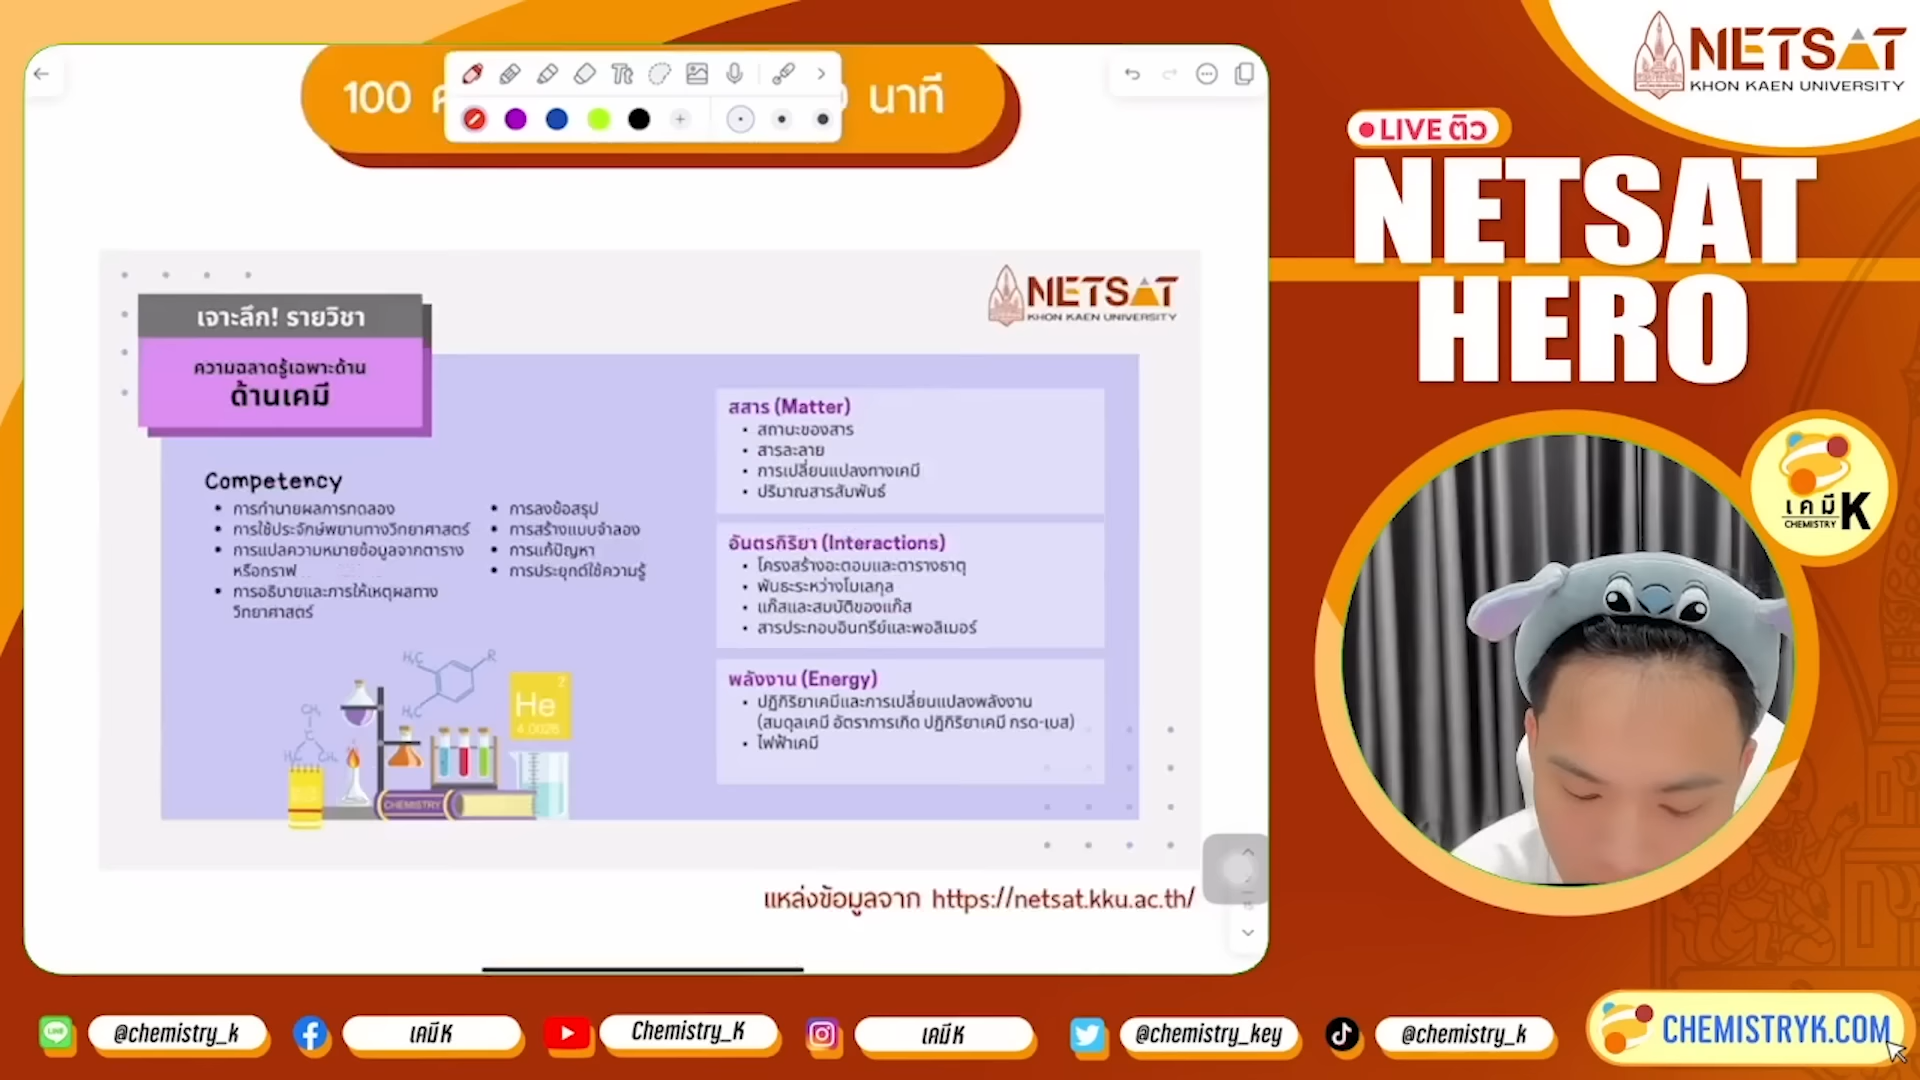 100
นาที
NETSAT
KHON KAEN UNIVERSITY
LIVE ติว
NETSAT
HERO
เคมี K
CHEMISTRY
เจาะลึก! รายวิชา
ความฉลาดรู้เฉพาะด้าน
ด้านเคมี
NETSAT
KHON KAEN UNIVERSITY
Competency
• การทำนายผลการทดลอง
• การใช้ประจักษ์พยานทางวิทยาศาสตร์
• การแปลความหมายข้อมูลจากตาราง
หรือกราฟ
• การอธิบายและการให้เหตุผลทาง
วิทยาศาสตร์
• การลงข้อสรุป
• การสร้างแบบจำลอง
• การแก้ปัญหา
• การประยุกต์ใช้ความรู้
สสาร (Matter)
• สถานะของสาร
• สารละลาย
• การเปลี่ยนแปลงทางเคมี
• ปริมาณสารสัมพันธ์
อันตรกิริยา (Interactions)
• โครงสร้างอะตอมและตารางธาตุ
• พันธะระหว่างโมเลกุล
• แก๊สและสมบัติของแก๊ส
• สารประกอบอินทรีย์และพอลิเมอร์
พลังงาน (Energy)
• ปฏิกิริยาเคมีและการเปลี่ยนแปลงพลังงาน
(สมดุลเคมี อัตราการเกิด ปฏิกิริยาเคมี กรด-เบส)
• ไฟฟ้าเคมี
H₃C
R
H₃C
CH₃
C
CH₃
2
He
4.0026
CHEMISTRY
แหล่งข้อมูลจาก https://netsat.kku.ac.th/
LINE
@chemistry_k
เคมี K
Chemistry_K
เคมี K
@chemistry_key
@chemistry_k
CHEMISTRYK.COM